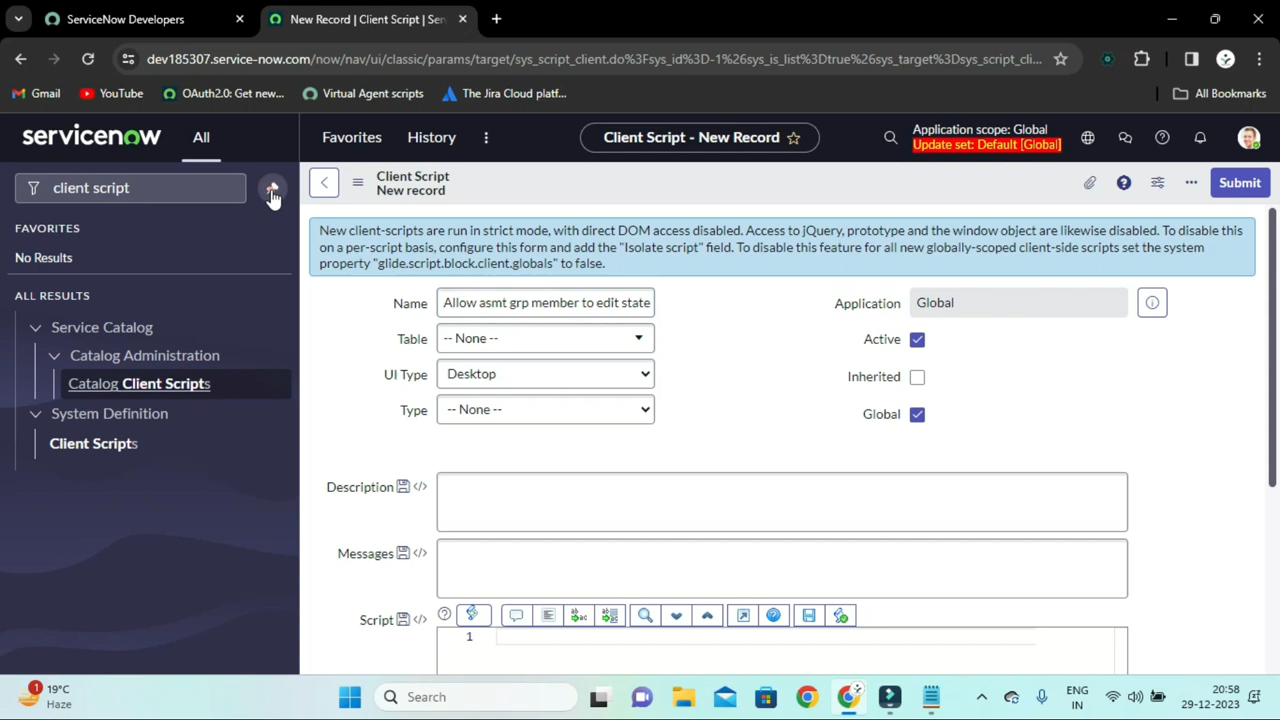 ServiceNow Developers
New Record | Client Script | Ser
dev185307.service-now.com/now/nav/ui/classic/params/target/sys_script_client.do%3Fsys_id%3D-1%26sys_is_list%3Dtrue%26sys_target%3Dsys_script_cli...
Gmail
YouTube
OAuth2.0: Get new...
Virtual Agent scripts
The Jira Cloud platf...
All Bookmarks
servicenow
All
Favorites
History
Client Script - New Record
Application scope: Global
Update set: Default [Global]
client script
FAVORITES
No Results
ALL RESULTS
Service Catalog
Catalog Administration
Catalog Client Scripts
System Definition
Client Scripts
Client Script
New record
Submit
New client-scripts are run in strict mode, with direct DOM access disabled. Access to jQuery, prototype and the window object are likewise disabled. To disable this
on a per-script basis, configure this form and add the "Isolate script" field. To disable this feature for all new globally-scoped client-side scripts set the system
property "glide.script.block.client.globals" to false.
Name
Allow asmt grp member to edit state
Application
Global
Table
-- None --
Active
UI Type
Desktop
Inherited
Type
-- None --
Global
Description
Messages
Script
1
1
19°C
Haze
Search
ENG
IN
20:58
29-12-2023